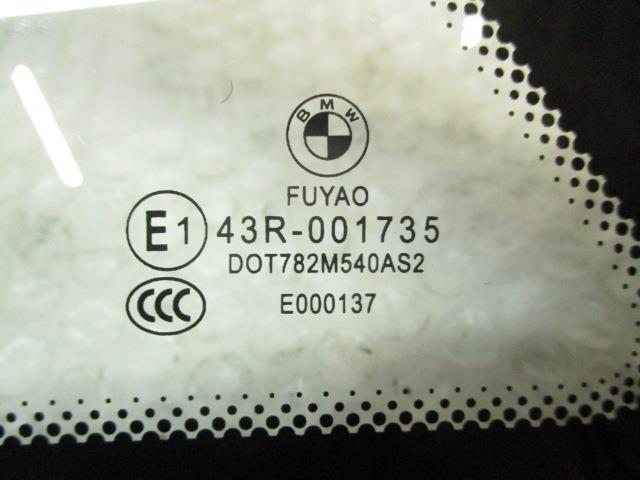 BMW
FUYAO
E1 43R-001735
DOT782M540AS2
CCC E000137